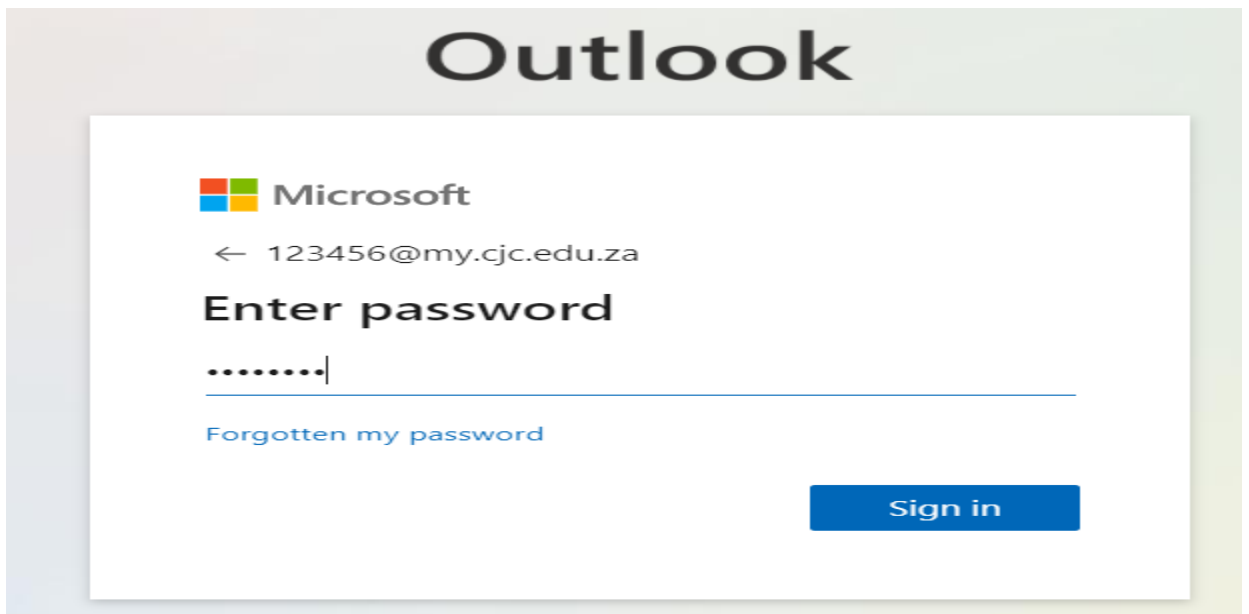 Outlook
Microsoft
← 123456@my.cjc.edu.za
Enter password
••••••••
Forgotten my password
Sign in